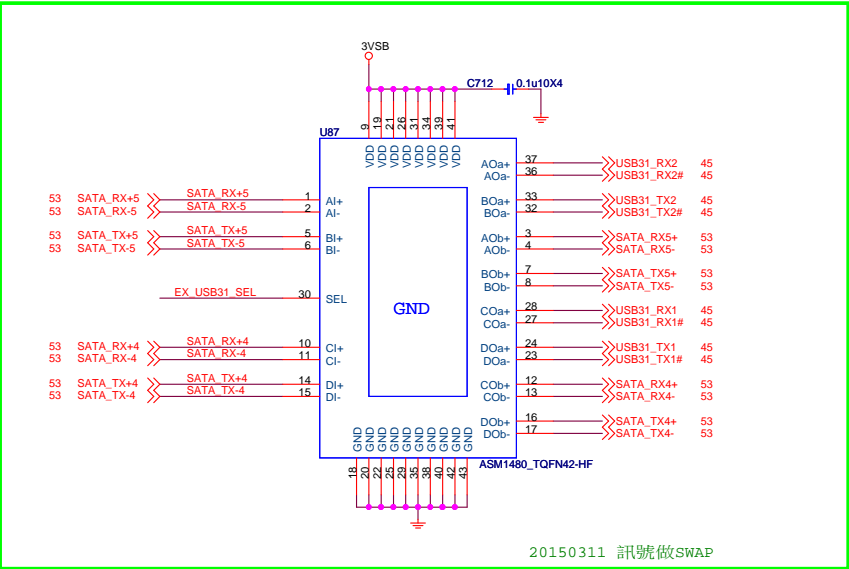 3VSB
C712 0.1u10X4
U87
9 19 21 26 31 34 39 41
VDD VDD VDD VDD VDD VDD VDD VDD
53 SATA_RX+5 SATA_RX+5 1 AI+
53 SATA_RX-5 SATA_RX-5 2 AI-
53 SATA_TX+5 SATA_TX+5 5 BI+
53 SATA_TX-5 SATA_TX-5 6 BI-
EX_USB31_SEL 30 SEL
53 SATA_RX+4 SATA_RX+4 10 CI+
53 SATA_RX-4 SATA_RX-4 11 CI-
53 SATA_TX+4 SATA_TX+4 14 DI+
53 SATA_TX-4 SATA_TX-4 15 DI-
GND
AOa+ 37 USB31_RX2 45
AOa- 36 USB31_RX2# 45
BOa+ 33 USB31_TX2 45
BOa- 32 USB31_TX2# 45
AOb+ 3 SATA_RX5+ 53
AOb- 4 SATA_RX5- 53
BOb+ 7 SATA_TX5+ 53
BOb- 8 SATA_TX5- 53
COa+ 28 USB31_RX1 45
COa- 27 USB31_RX1# 45
DOa+ 24 USB31_TX1 45
DOa- 23 USB31_TX1# 45
COb+ 12 SATA_RX4+ 53
COb- 13 SATA_RX4- 53
DOb+ 16 SATA_TX4+ 53
DOb- 17 SATA_TX4- 53
GND GND GND GND GND GND GND GND GND GND
18 20 22 25 29 35 38 40 42 43
ASM1480_TQFN42-HF
20150311 訊號做SWAP